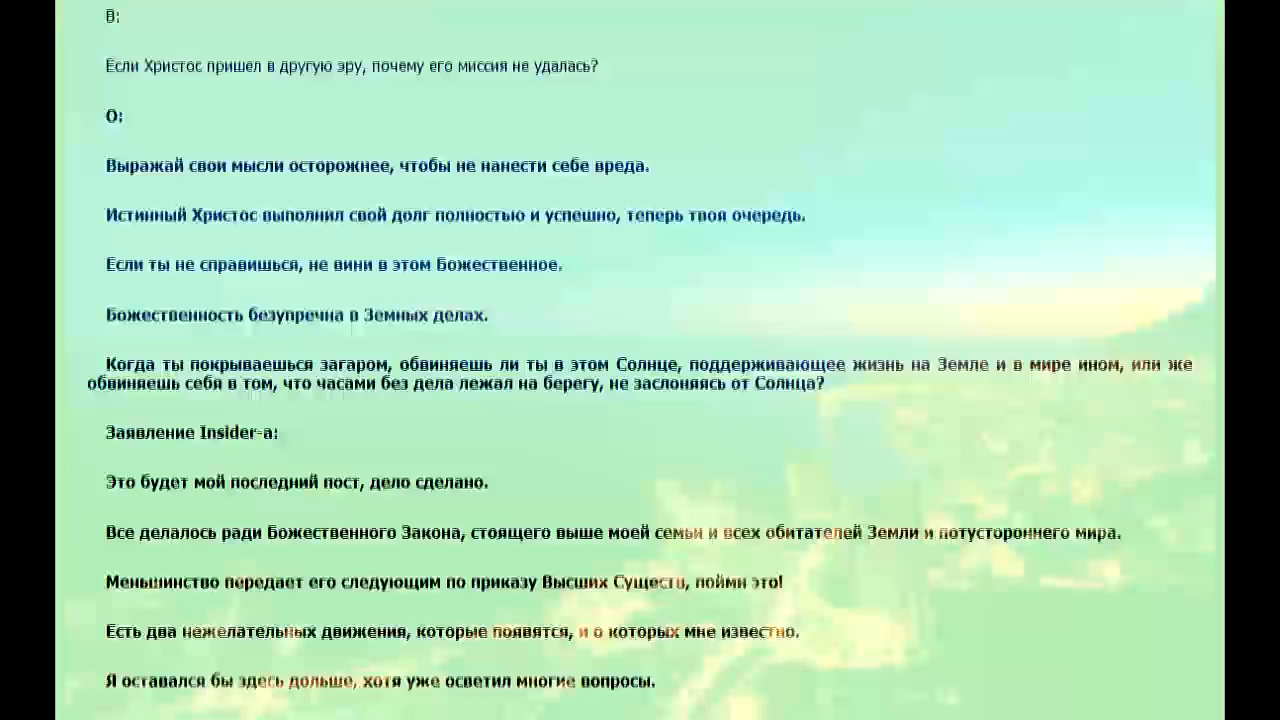 В:
Если Христос пришел в другую эру, почему его миссия не удалась?
О:
Выражай свои мысли осторожнее, чтобы не нанести себе вреда.
Истинный Христос выполнил свой долг полностью и успешно, теперь твоя очередь.
Если ты не справишься, не вини в этом Божественное.
Божественность безупречна в Земных делах.
Когда ты покрываешься загаром, обвиняешь ли ты в этом Солнце, поддерживающее жизнь на Земле и в мире ином, или же
обвиняешь себя в том, что часами без дела лежал на берегу, не заслоняясь от Солнца?
Заявление Insider-а:
Это будет мой последний пост, дело сделано.
Все делалось ради Божественного Закона, стоящего выше моей семьи и всех обитателей Земли и потустороннего мира.
Меньшинство передает его следующим по приказу Высших Существ, пойми это!
Есть два нежелательных движения, которые появятся, и о которых мне известно.
Я оставался бы здесь дольше, хотя уже осветил многие вопросы.